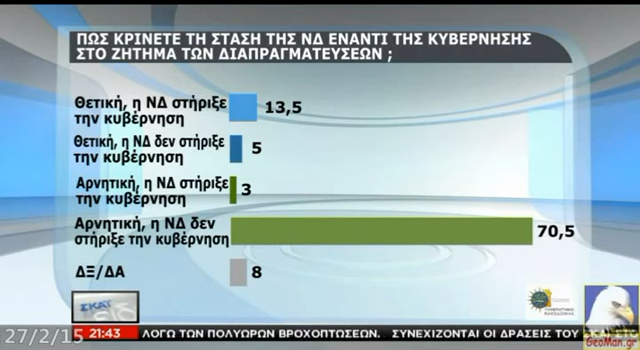 ΠΩΣ ΚΡΙΝΕΤΕ ΤΗ ΣΤΑΣΗ ΤΗΣ ΝΔ ΕΝΑΝΤΙ ΤΗΣ ΚΥΒΕΡΝΗΣΗΣ
ΣΤΟ ΖΗΤΗΜΑ ΤΩΝ ΔΙΑΠΡΑΓΜΑΤΕΥΣΕΩΝ ;
Θετική, η ΝΔ στήριξε
την κυβέρνηση
13,5
Θετική, η ΝΔ δεν στήριξε
την κυβέρνηση
5
Αρνητική, η ΝΔ στήριξε
την κυβέρνηση
3
Αρνητική, η ΝΔ δεν
στήριξε την κυβέρνηση
70,5
ΔΞ/ΔΑ
8
ΣΚΑΪ
ΠΑΝΕΠΙΣΤΗΜΙΟ
ΜΑΚΕΔΟΝΙΑΣ
27/2/15
21:43
ΛΟΓΩ ΤΩΝ ΠΟΛΥΩΡΩΝ ΒΡΟΧΟΠΤΩΣΕΩΝ. ΣΥΝΕΧΙΖΟΝΤΑΙ ΟΙ ΔΡΑΣΕΙΣ ΤΟΥ
GeoMan.gr